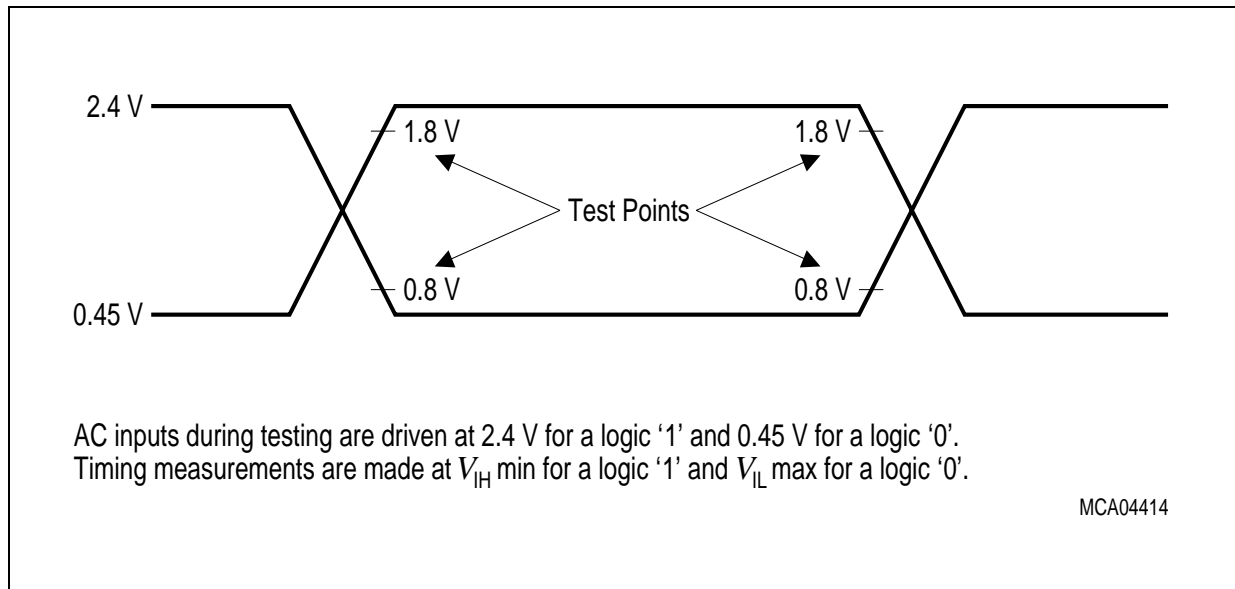 2.4 V
1.8 V
1.8 V
Test Points
0.8 V
0.8 V
0.45 V
AC inputs during testing are driven at 2.4 V for a logic ‘1’ and 0.45 V for a logic ‘0’.
Timing measurements are made at VIH min for a logic ‘1’ and VIL max for a logic ‘0’.
MCA04414